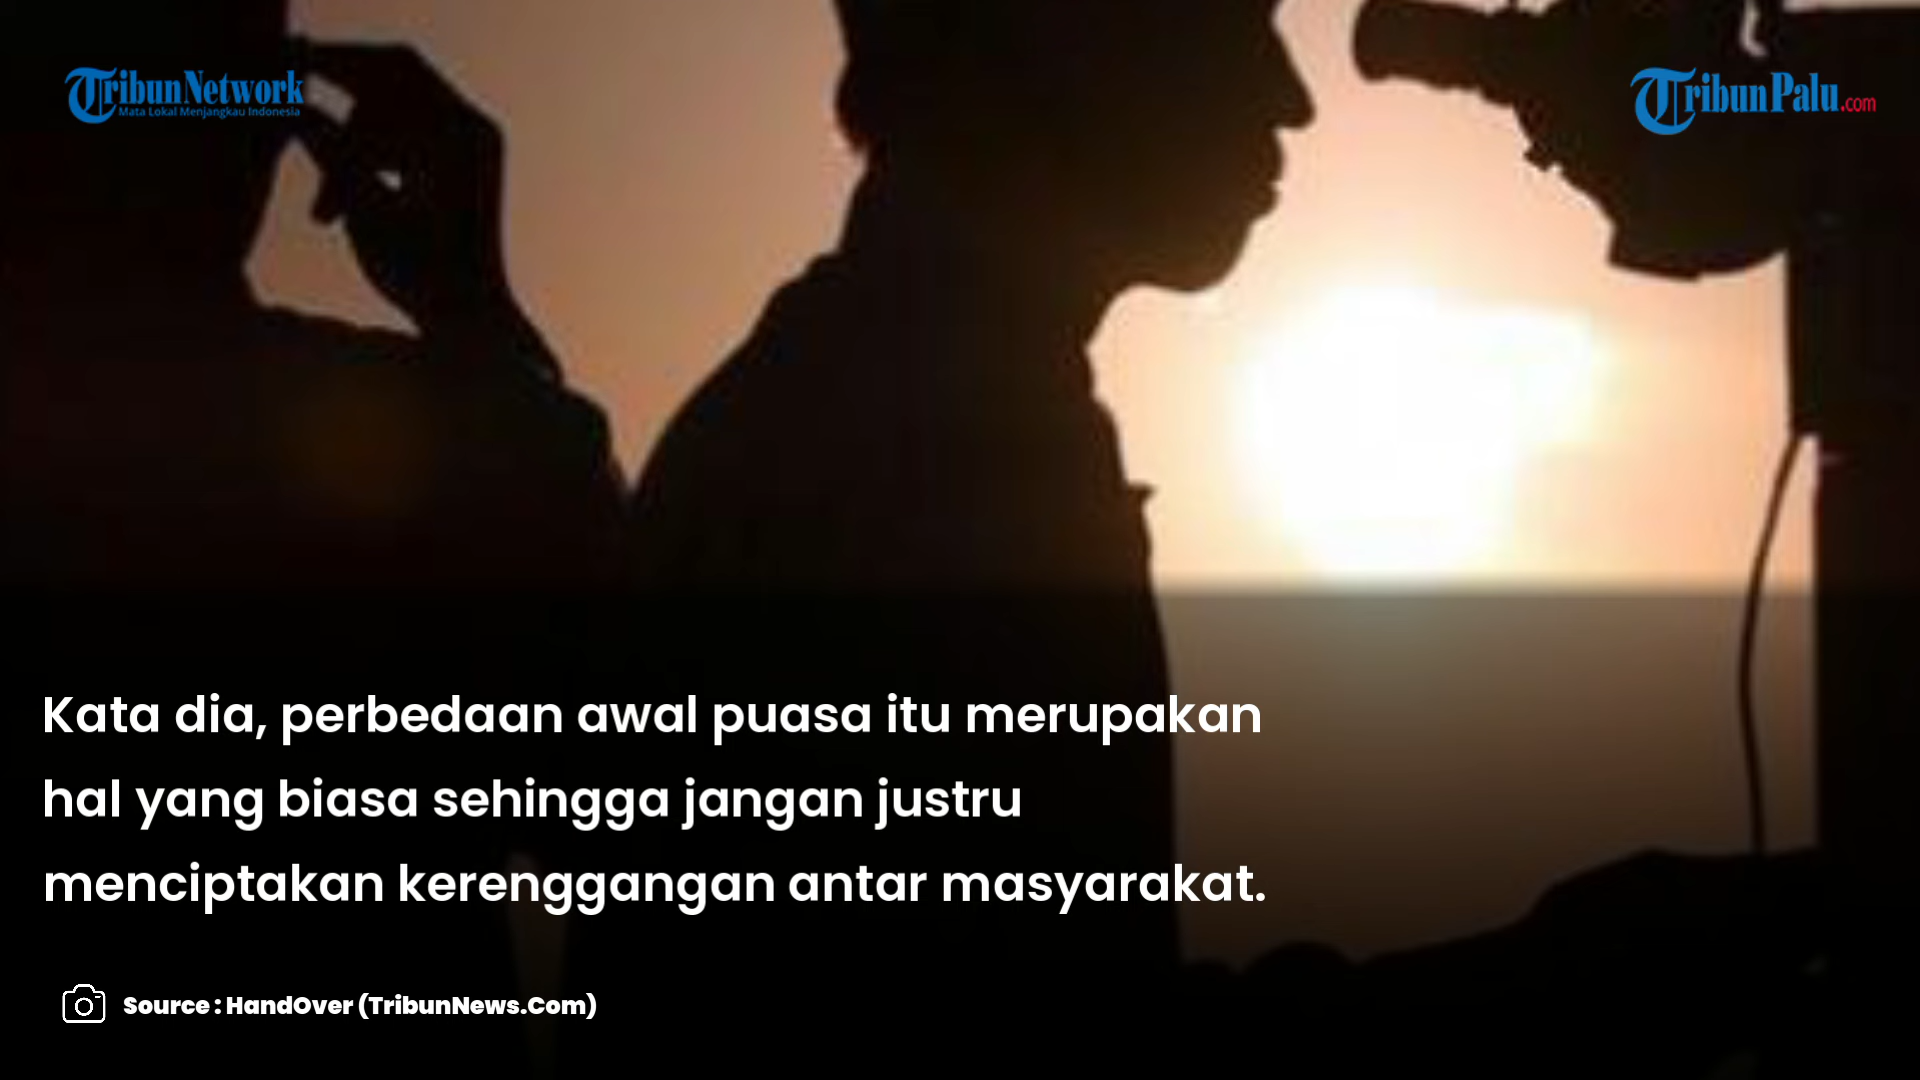 TribunNetwork
Mata Lokal Menjangkau Indonesia
TribunPalu.com
Kata dia, perbedaan awal puasa itu merupakan
hal yang biasa sehingga jangan justru
menciptakan kerenggangan antar masyarakat.
Source : HandOver (TribunNews.Com)